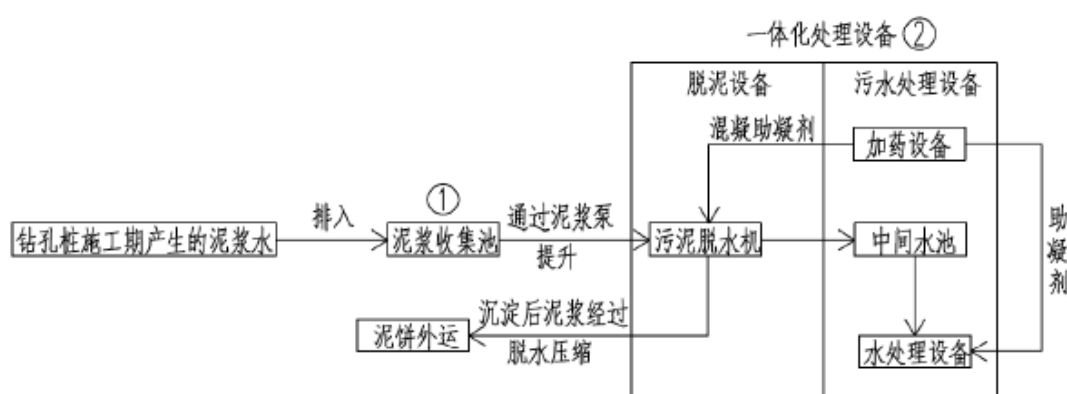 一体化处理设备②
脱泥设备
污水处理设备
混凝助凝剂
加药设备
①
钻孔桩施工期产生的泥浆水
排入
泥浆收集池
通过泥浆泵
提升
污泥脱水机
中间水池
助凝剂
泥饼外运
沉淀后泥浆经过
脱水压缩
水处理设备